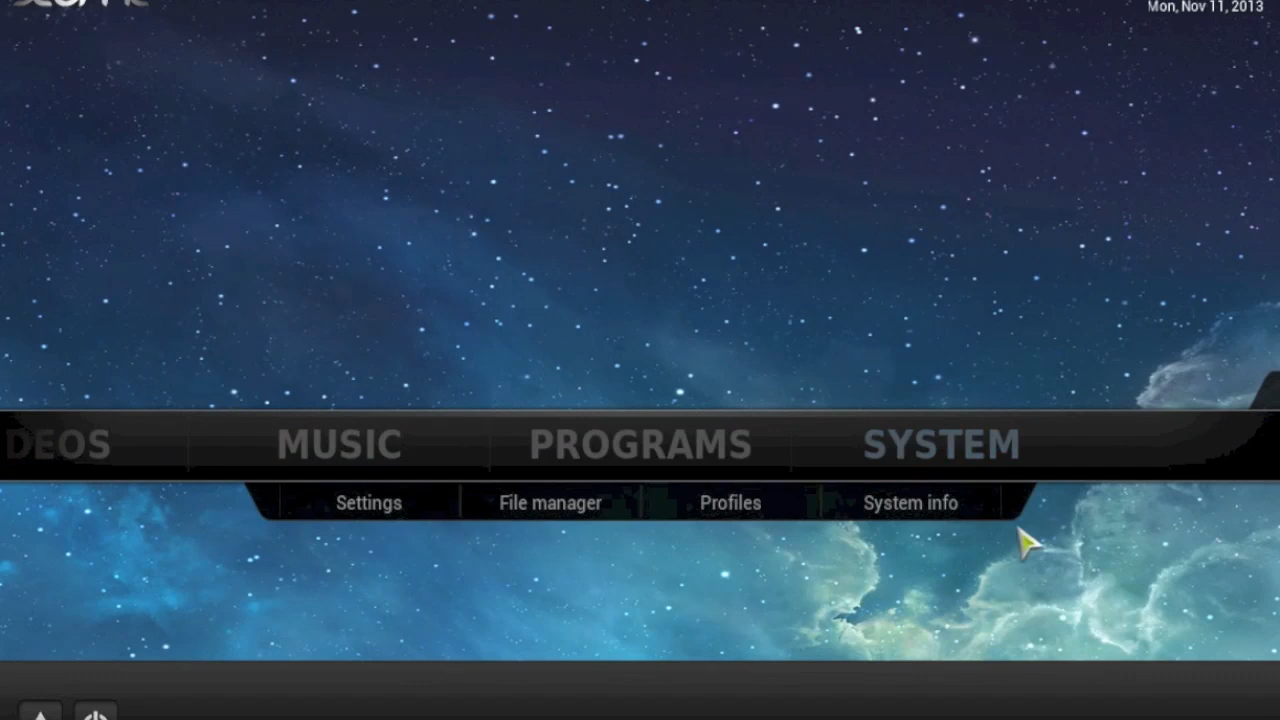 Mon, Nov 11, 2013
DEOS MUSIC PROGRAMS SYSTEM
Settings File manager Profiles System info